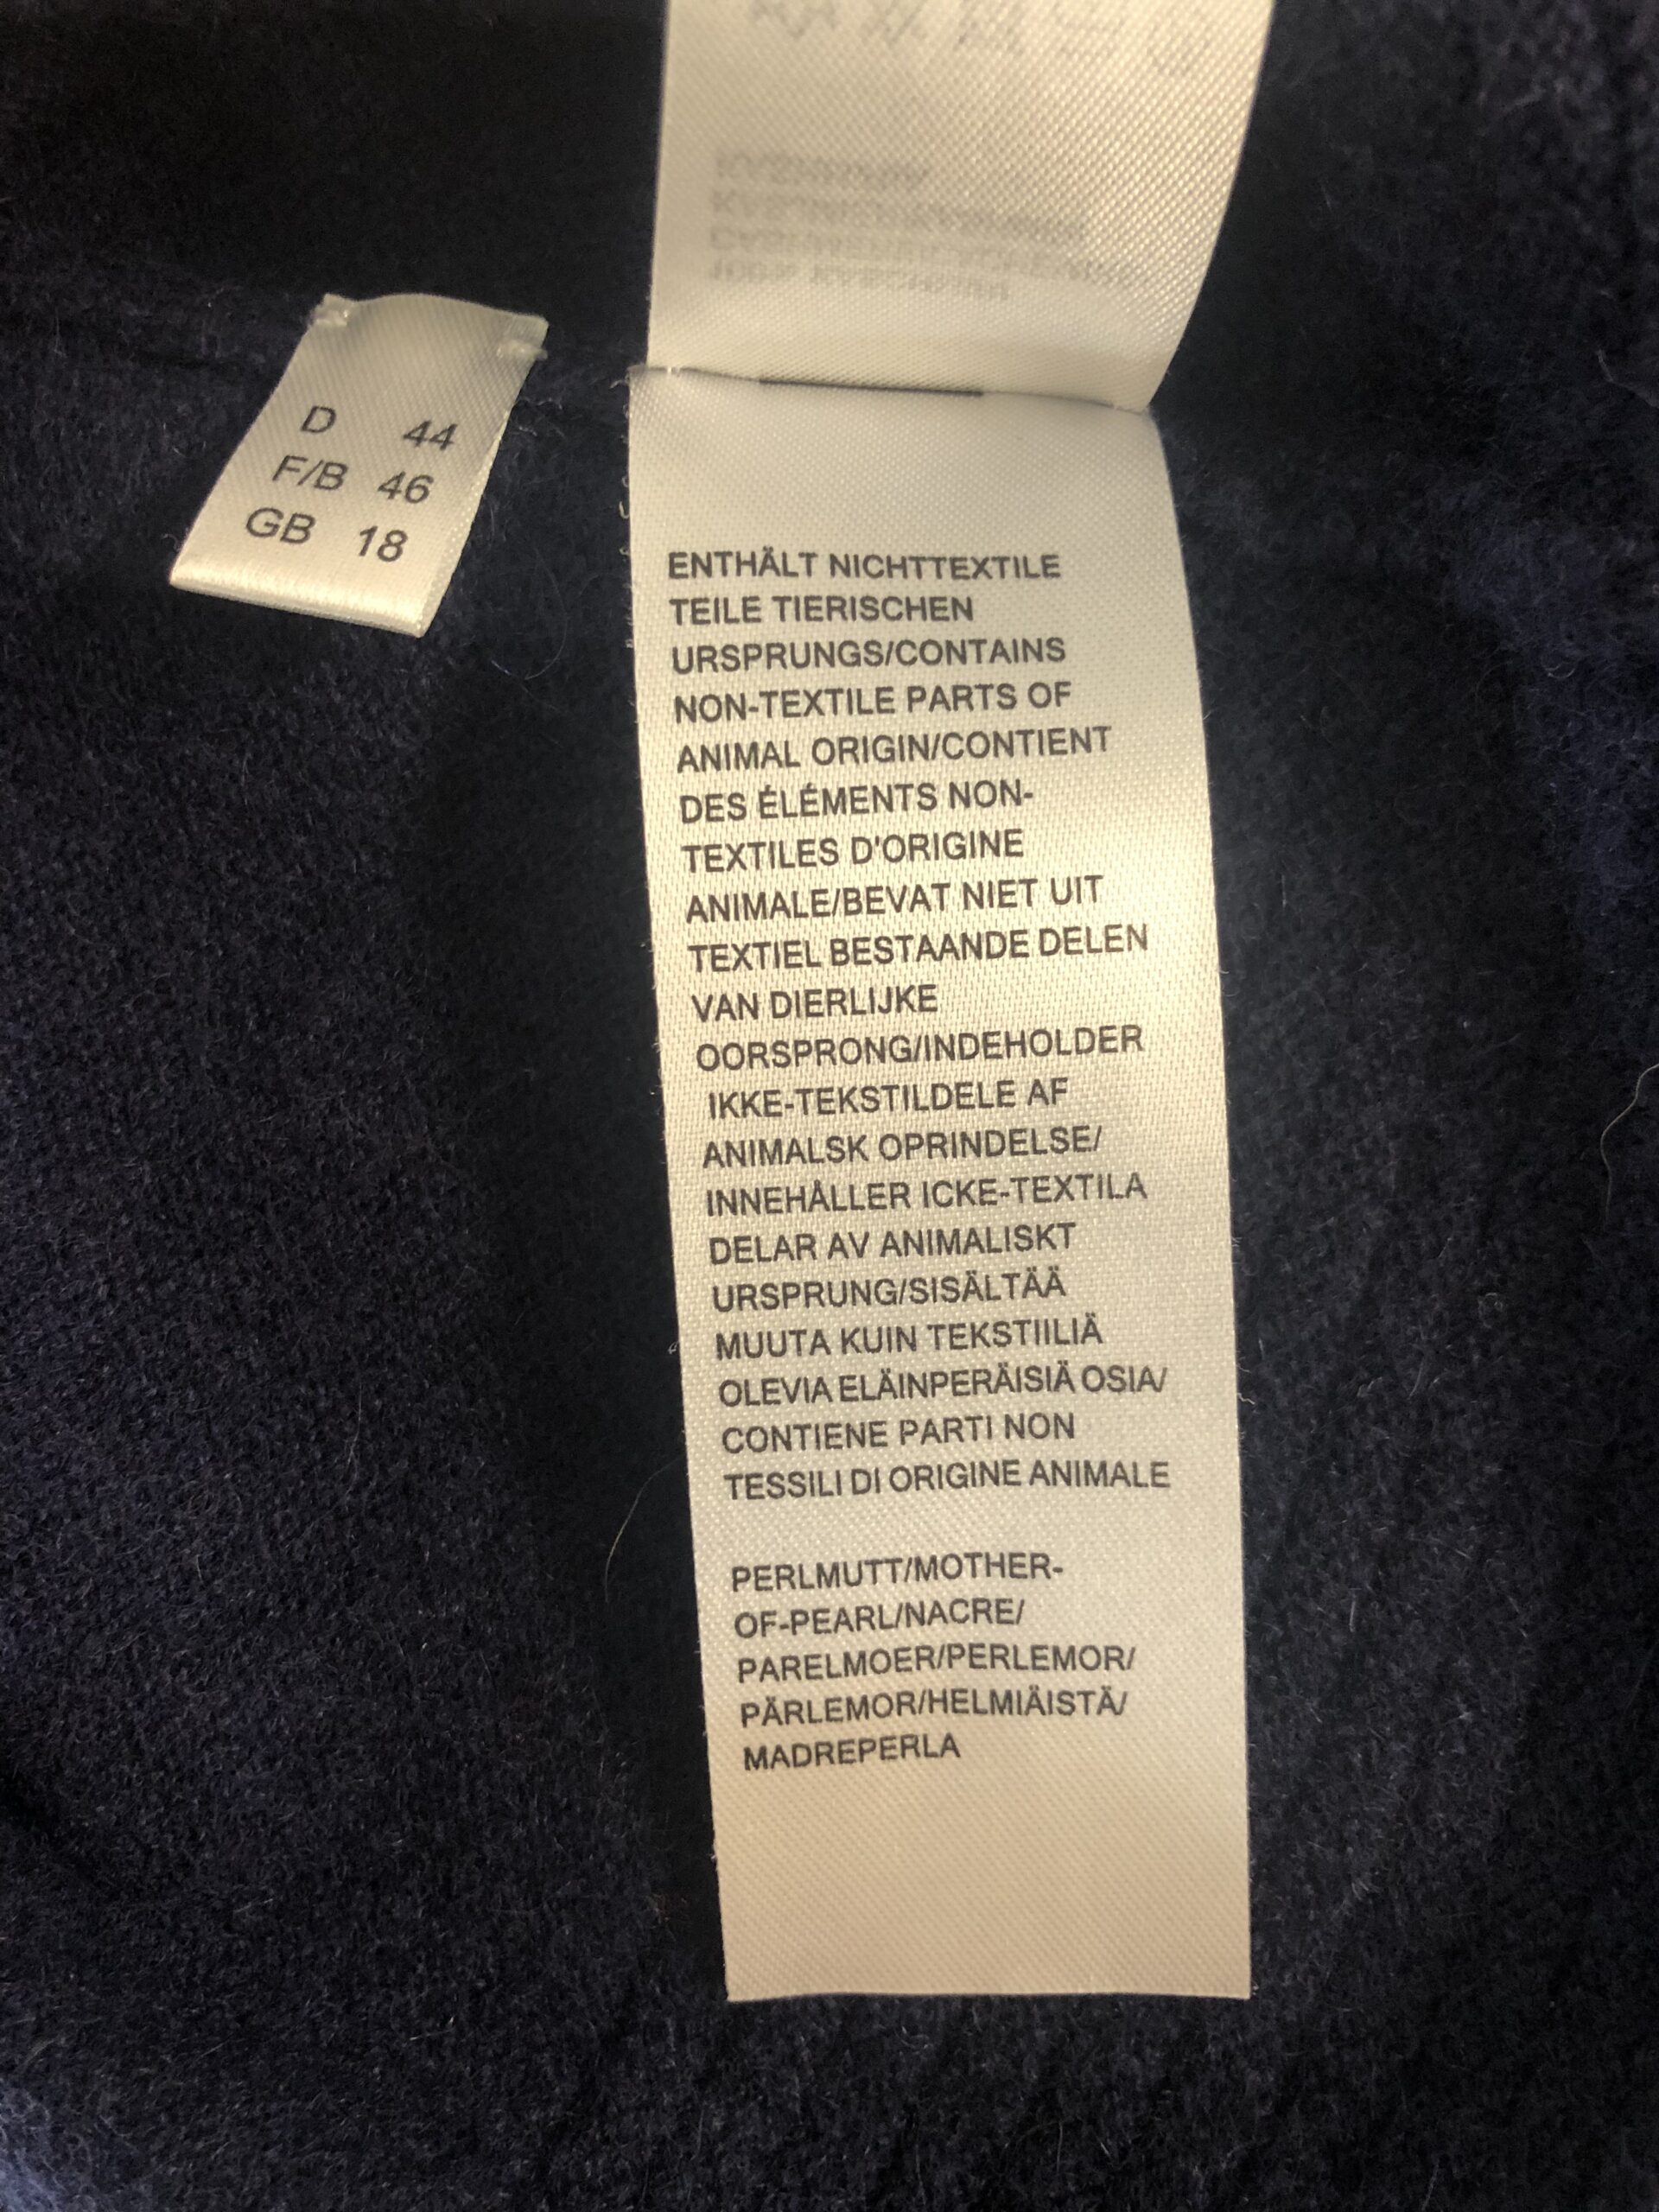 D 44
F/B 46
GB 18
ENTHÄLT NICHTTEXTILE
TEILE TIERISCHEN
URSPRUNGS/CONTAINS
NON-TEXTILE PARTS OF
ANIMAL ORIGIN/CONTIENT
DES ÉLÉMENTS NON-
TEXTILES D'ORIGINE
ANIMALE/BEVAT NIET UIT
TEXTIEL BESTAANDE DELEN
VAN DIERLIJKE
OORSPRONG/INDEHOLDER
IKKE-TEKSTILDELE AF
ANIMALSK OPRINDELSE/
INNEHÅLLER ICKE-TEXTILA
DELAR AV ANIMALISKT
URSPRUNG/SISÄLTÄÄ
MUUTA KUIN TEKSTIILIÄ
OLEVIA ELÄINPERÄISIÄ OSIA/
CONTIENE PARTI NON
TESSILI DI ORIGINE ANIMALE
PERLMUTT/MOTHER-
OF-PEARL/NACRE/
PARELMOER/PERLEMOR/
PÄRLEMOR/HELMIÄISTÄ/
MADREPERLA